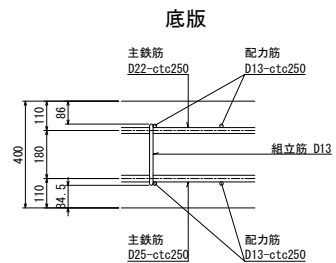 底版
主鉄筋
D22-ctc250
配力筋
D13-ctc250
110
86
400
180
組立筋 D13
110
84.5
主鉄筋
D25-ctc250
配力筋
D13-ctc250